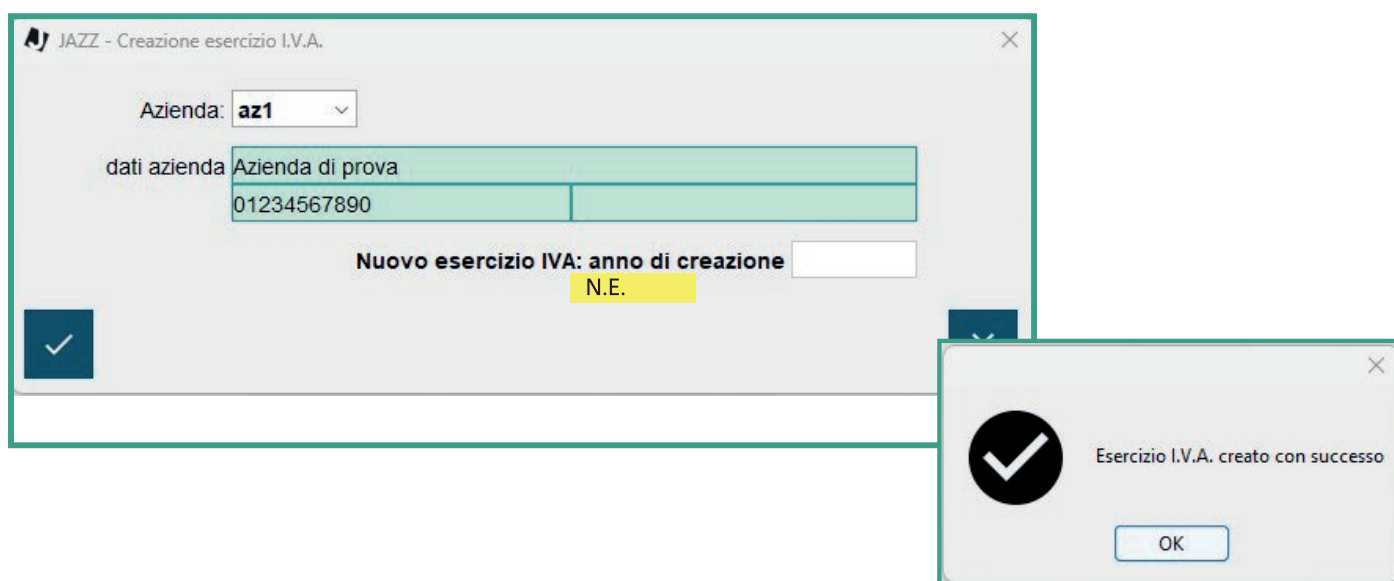 JAZZ - Creazione esercizio I.V.A.
Azienda: az1
dati azienda Azienda di prova
01234567890
Nuovo esercizio IVA: anno di creazione
N.E.
Esercizio I.V.A. creato con successo
OK